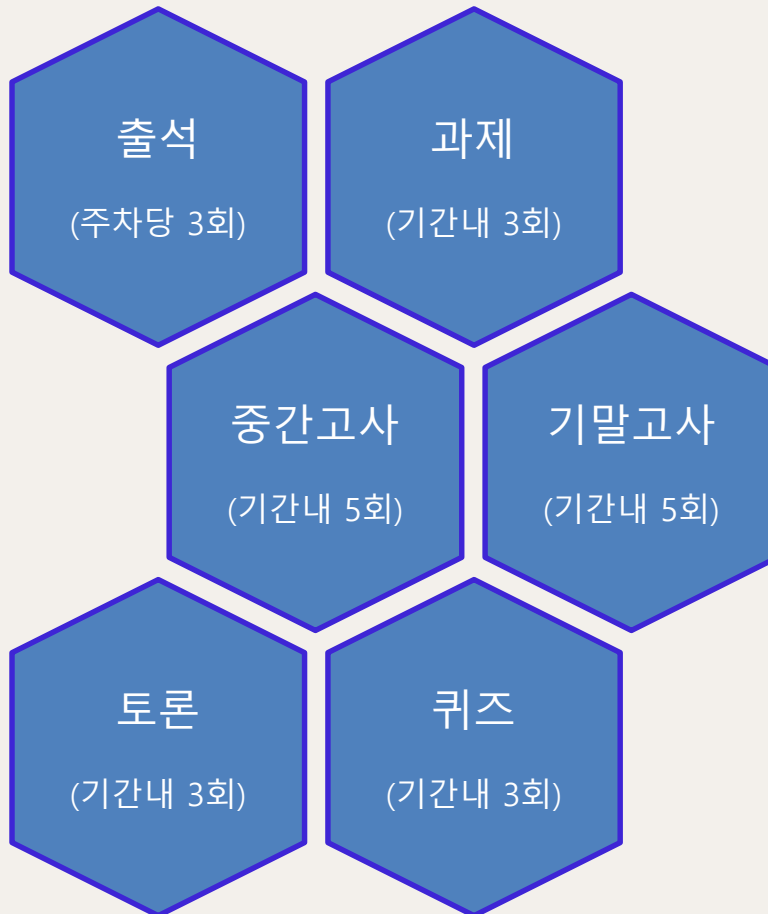 출석
(주차당 3회)
과제
(기간내 3회)
중간고사
(기간내 5회)
기말고사
(기간내 5회)
토론
(기간내 3회)
퀴즈
(기간내 3회)